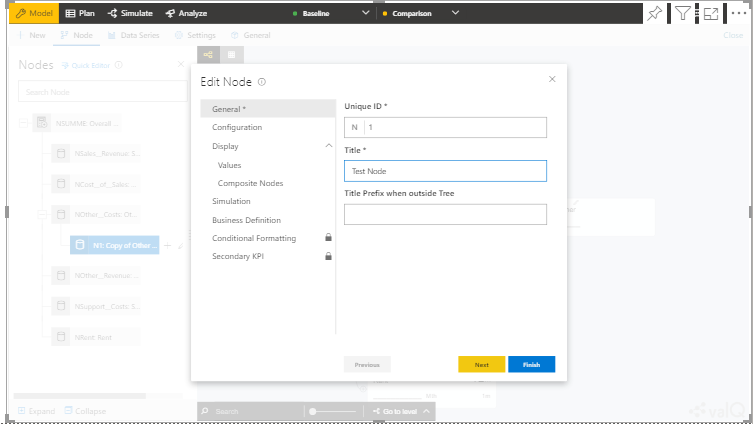 Model Plan Simulate Analyze Baseline Comparison
New Node Data Series Settings General Close
Nodes Quick Editor
Search Node
NSUMME: Overall ...
NSales_Revenue: S...
NCost_of_Sales: ...
NOther_Costs: Ot...
N1: Copy of Other ...
NOther_Revenue: ...
NSupport_Costs: S...
NRent: Rent
Expand Collapse
Edit Node
General *
Configuration
Display
Values
Composite Nodes
Simulation
Business Definition
Conditional Formatting
Secondary KPI
Unique ID *
N 1
Title *
Test Node
Title Prefix when outside Tree
Previous Next Finish
Search Go to level
valQ